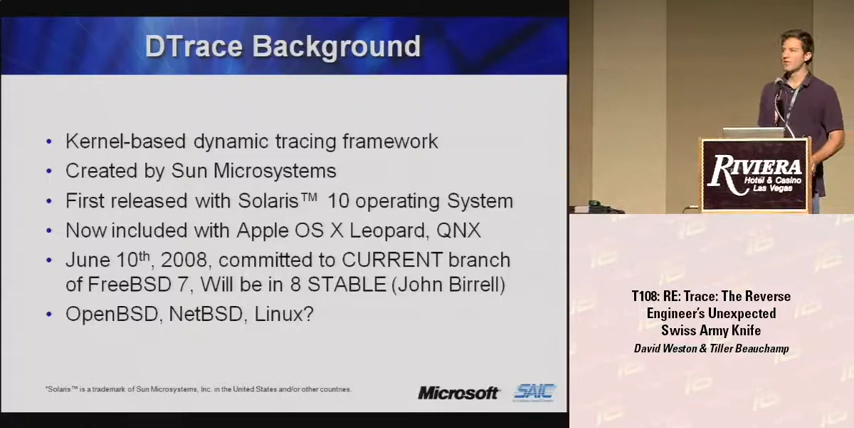 DTrace Background
• Kernel-based dynamic tracing framework
• Created by Sun Microsystems
• First released with Solaris™ 10 operating System
• Now included with Apple OS X Leopard, QNX
• June 10th, 2008, committed to CURRENT branch
of FreeBSD 7, Will be in 8 STABLE (John Birrell)
• OpenBSD, NetBSD, Linux?
*Solaris™ is a trademark of Sun Microsystems, Inc. in the United States and/or other countries.
Microsoft
SAIC
RIVIERA
Hotel & Casino
Las Vegas
T108: RE: Trace: The Reverse
Engineer's Unexpected
Swiss Army Knife
David Weston & Tiller Beauchamp